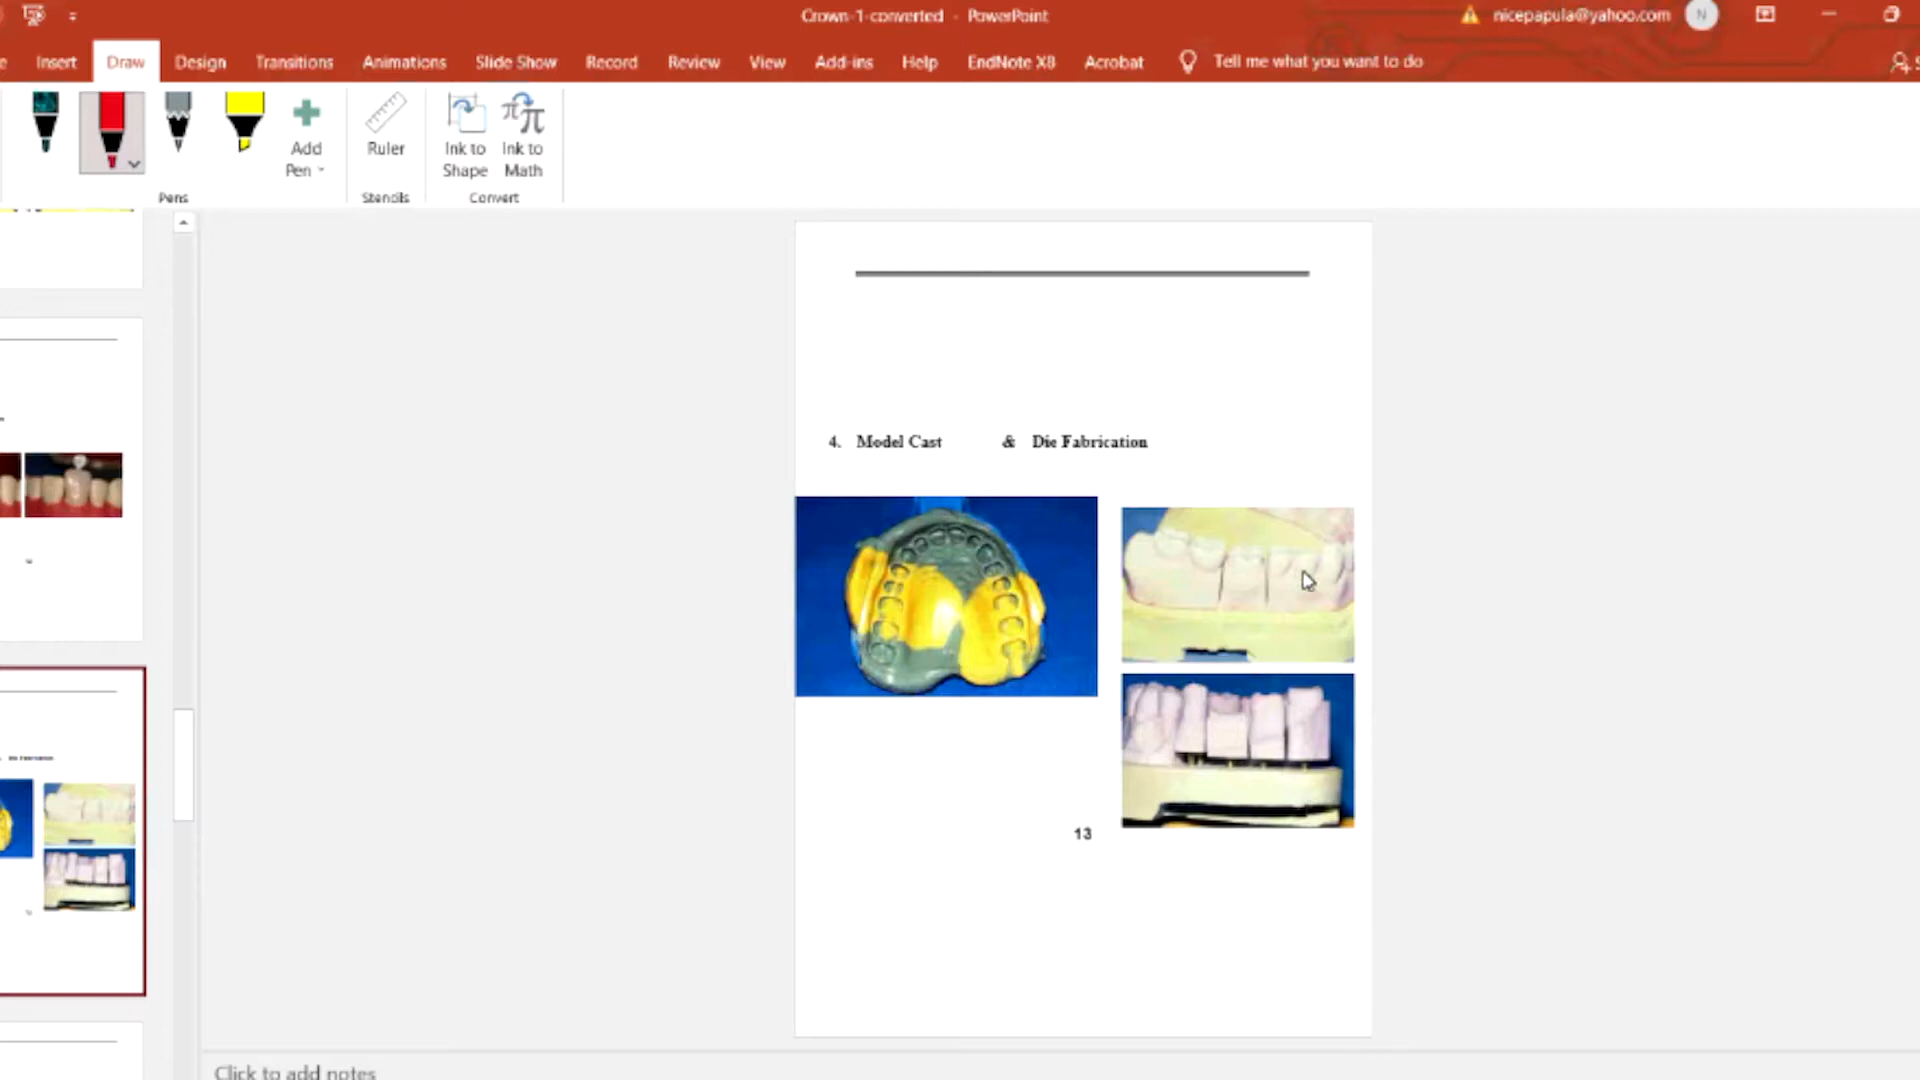 Crown-1-converted - PowerPoint
nicepapula@yahoo.com
N
Insert
Draw
Design
Transitions
Animations
Slide Show
Record
Review
View
Add-ins
Help
EndNote X8
Acrobat
Tell me what you want to do
Add Pen
Ruler
Ink to Shape
Ink to Math
Pens
Stencils
Convert
4. Model Cast & Die Fabrication
13
Click to add notes